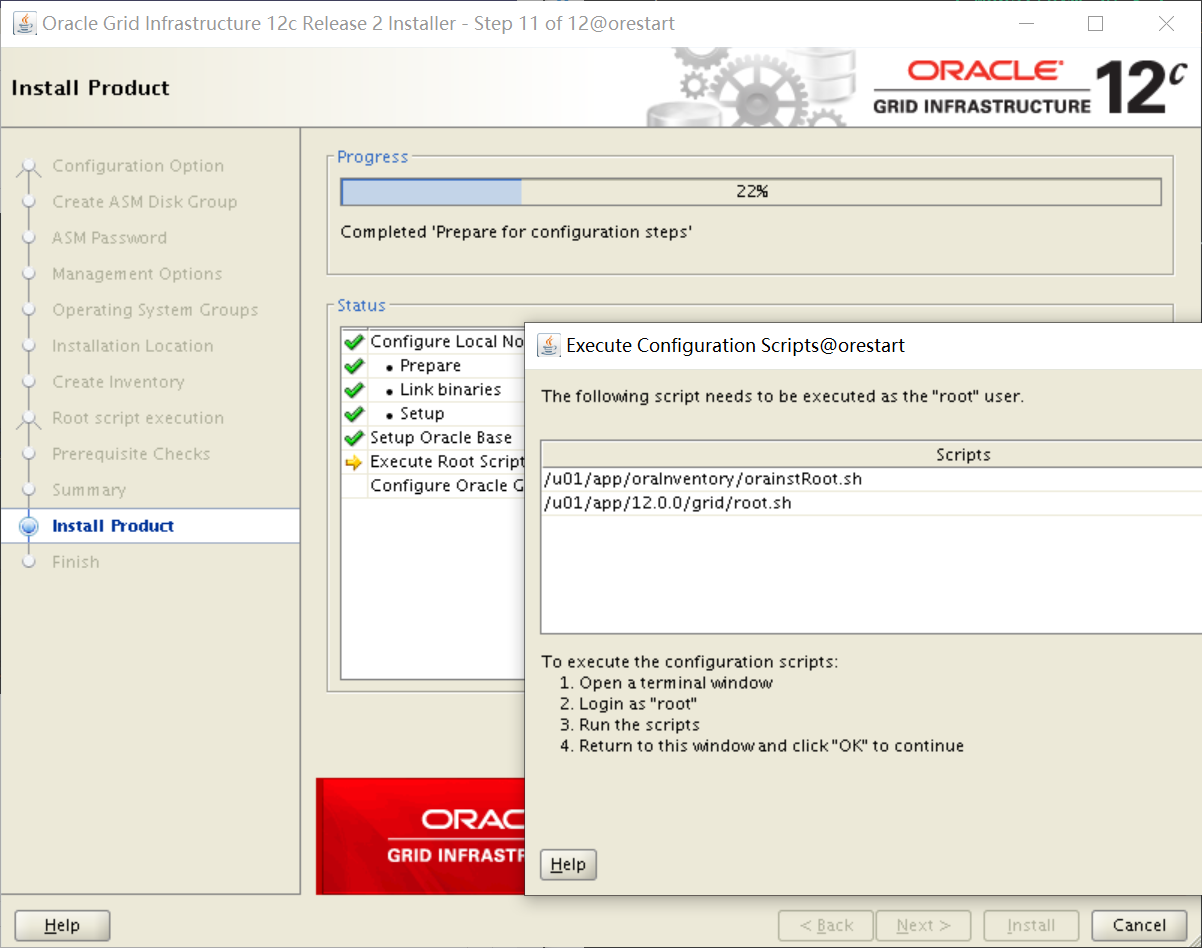 Oracle Grid Infrastructure 12c Release 2 Installer - Step 11 of 12@orestart
Install Product
ORACLE
GRID INFRASTRUCTURE
12c
Configuration Option
Create ASM Disk Group
ASM Password
Management Options
Operating System Groups
Installation Location
Create Inventory
Root script execution
Prerequisite Checks
Summary
Install Product
Finish
Progress
22%
Completed 'Prepare for configuration steps'
Status
Configure Local No
• Prepare
• Link binaries
• Setup
Setup Oracle Base
Execute Root Script
Configure Oracle G
Execute Configuration Scripts@orestart
The following script needs to be executed as the "root" user.
Scripts
/u01/app/oraInventory/orainstRoot.sh
/u01/app/12.0.0/grid/root.sh
To execute the configuration scripts:
1. Open a terminal window
2. Login as "root"
3. Run the scripts
4. Return to this window and click "OK" to continue
Help
ORAC
GRID INFRAST
Help
< Back
Next >
Install
Cancel